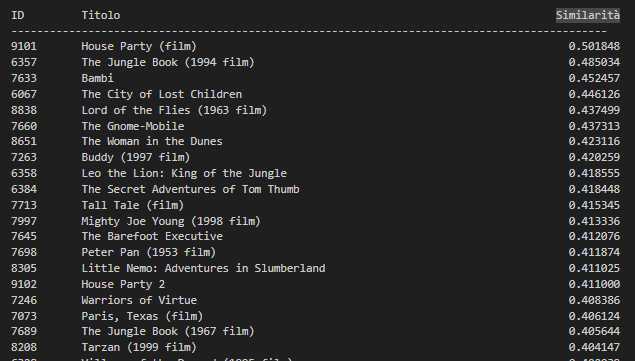 ID Titolo Similarità
--------------------------------------------------------------------------------
9101 House Party (film) 0.501848
6357 The Jungle Book (1994 film) 0.485034
7633 Bambi 0.452457
6067 The City of Lost Children 0.446126
8838 Lord of the Flies (1963 film) 0.437499
7660 The Gnome-Mobile 0.437313
8651 The Woman in the Dunes 0.423116
7263 Buddy (1997 film) 0.420259
6358 Leo the Lion: King of the Jungle 0.418555
6384 The Secret Adventures of Tom Thumb 0.418448
7713 Tall Tale (film) 0.415345
7997 Mighty Joe Young (1998 film) 0.413336
7645 The Barefoot Executive 0.412076
7698 Peter Pan (1953 film) 0.411874
8305 Little Nemo: Adventures in Slumberland 0.411025
9102 House Party 2 0.411000
7246 Warriors of Virtue 0.408386
7073 Paris, Texas (film) 0.406124
7689 The Jungle Book (1967 film) 0.405644
8208 Tarzan (1999 film) 0.404147